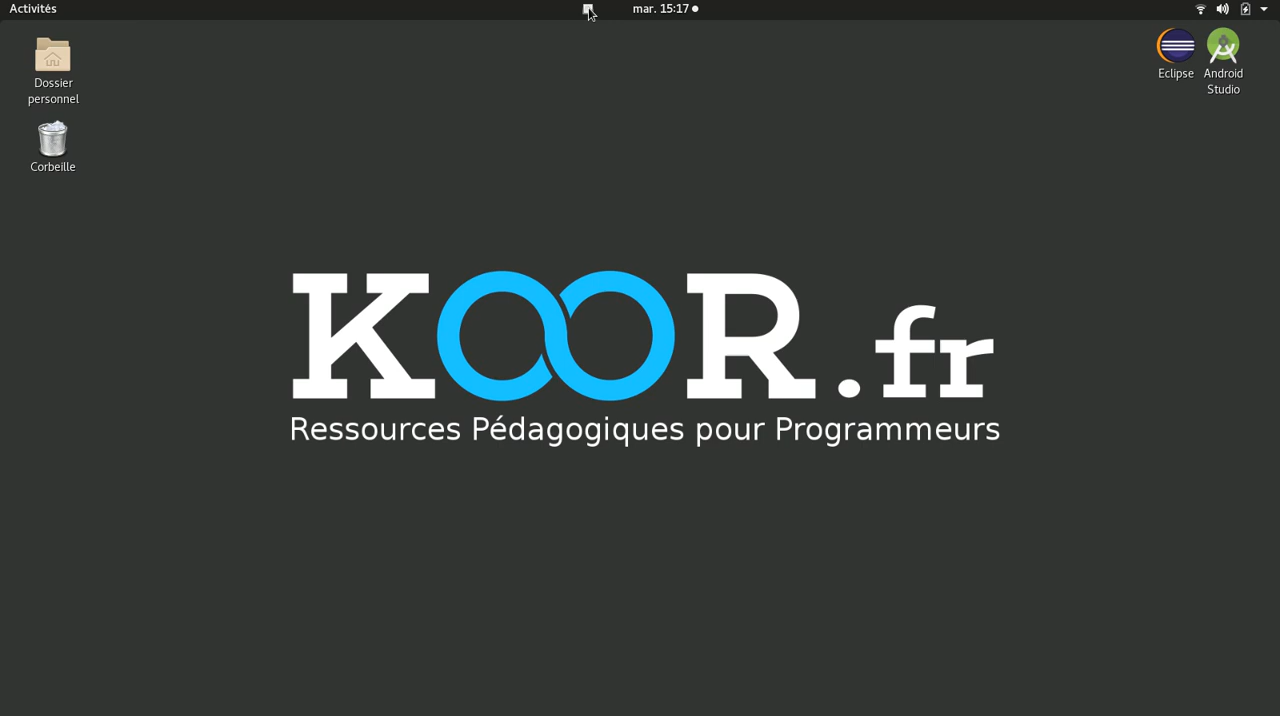 Activités
mar. 15:17
Dossier
personnel
Corbeille
Eclipse
Android
Studio
KOOR.fr
Ressources Pédagogiques pour Programmeurs